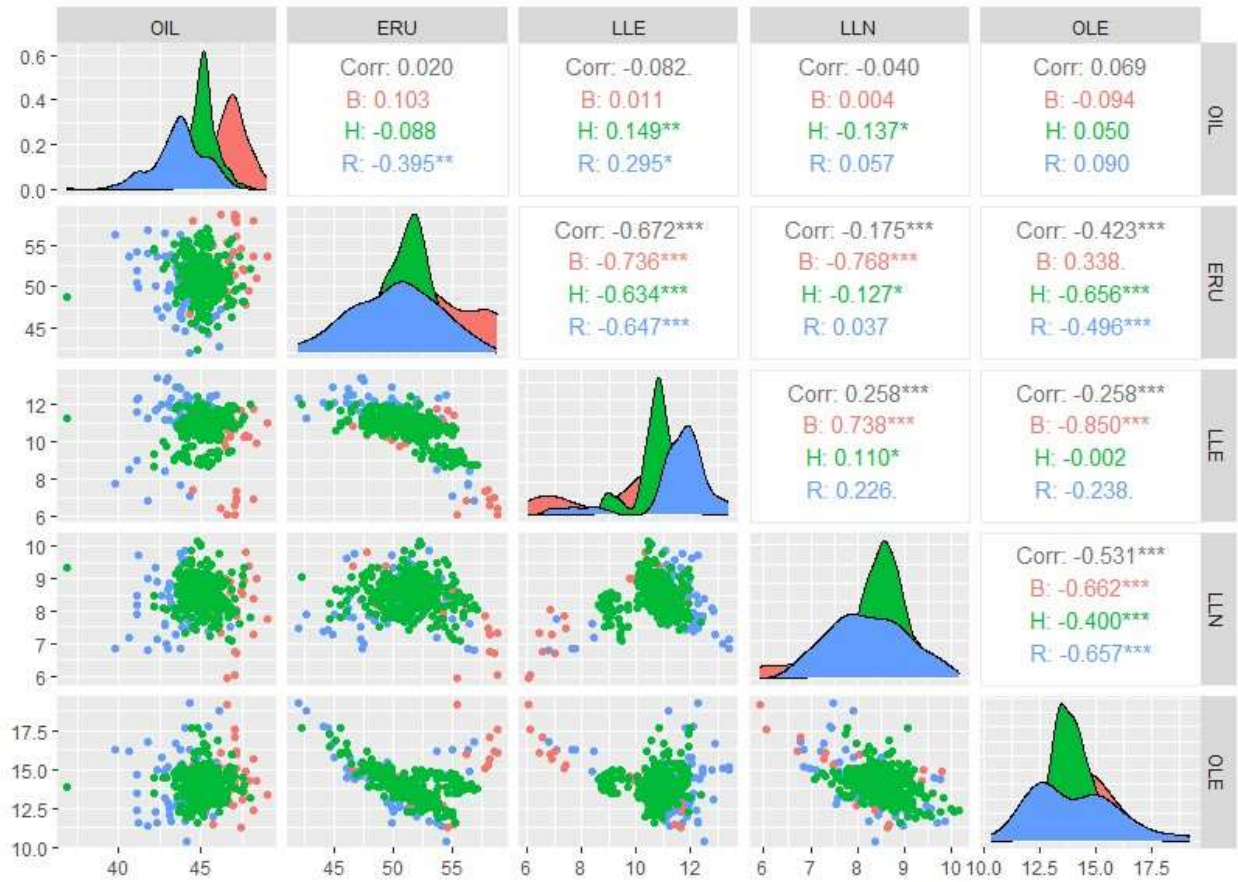 OIL ERU LLE LLN OLE
0.6
0.4
0.2
0.0
Corr: 0.020
B: 0.103
H: -0.088
R: -0.395**
Corr: -0.082.
B: 0.011
H: 0.149**
R: 0.295*
Corr: -0.040
B: 0.004
H: -0.137*
R: 0.057
Corr: 0.069
B: -0.094
H: 0.050
R: 0.090
OIL
55
50
45
Corr: -0.672***
B: -0.736***
H: -0.634***
R: -0.647***
Corr: -0.175***
B: -0.768***
H: -0.127*
R: 0.037
Corr: -0.423***
B: 0.338.
H: -0.656***
R: -0.496***
ERU
12
10
8
6
Corr: 0.258***
B: 0.738***
H: 0.110*
R: 0.226.
Corr: -0.258***
B: -0.850***
H: -0.002
R: -0.238.
LLE
10
9
8
7
6
Corr: -0.531***
B: -0.662***
H: -0.400***
R: -0.657***
LLN
17.5
15.0
12.5
10.0
OLE
40 45 45 50 55 6 8 10 12 6 7 8 9 10 10.0 12.5 15.0 17.5